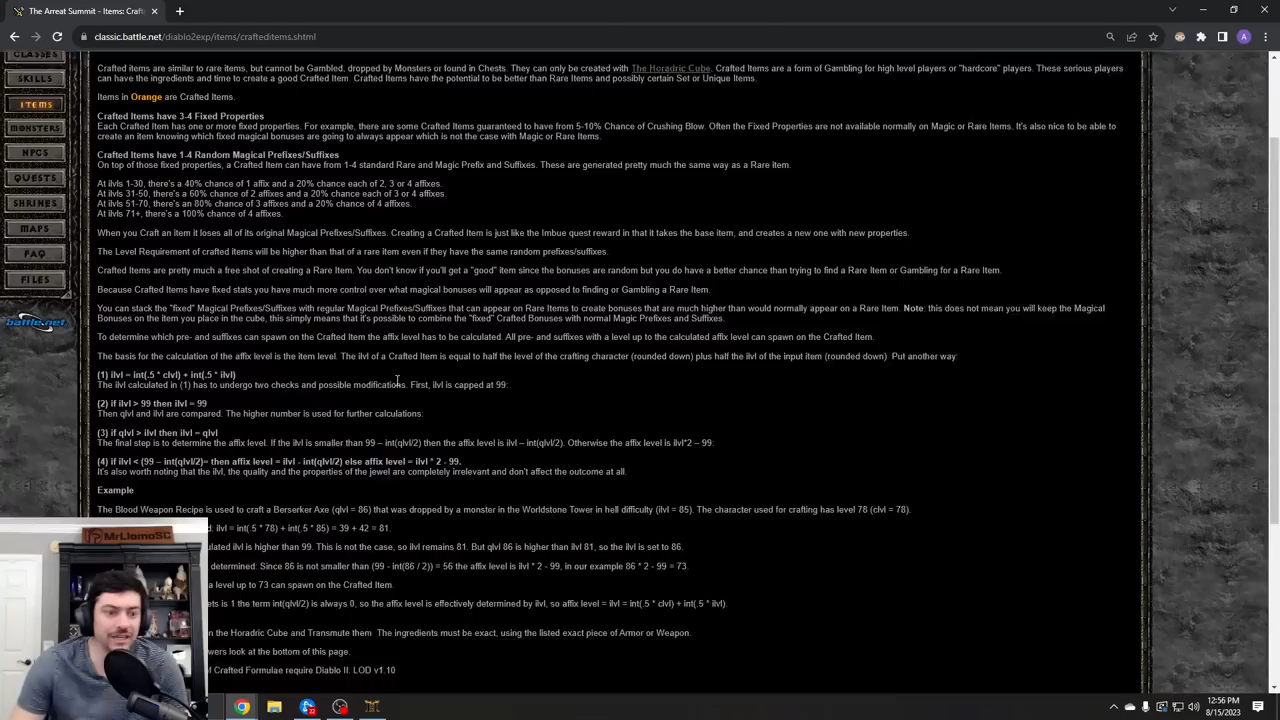 The Arreat Summit - Items: C
classic.battle.net/diablo2exp/items/crafteditems.shtml
A
CLASSES
SKILLS
ITEMS
MONSTERS
NPCS
QUESTS
SHRINES
MAPS
FAQ
FILES
BATTLE.NET
Crafted items are similar to rare items, but cannot be Gambled, dropped by Monsters or found in Chests. They can only be created with The Horadric Cube. Crafted Items are a form of Gambling for high level players or "hardcore" players. These serious players
can have the ingredients and time to create a good Crafted Item. Crafted Items have the potential to be better than Rare Items and possibly certain Set or Unique Items.
Items in Orange are Crafted Items.
Crafted Items have 3-4 Fixed Properties
Each Crafted Item has one or more fixed properties. For example, there are some Crafted Items guaranteed to have from 5-10% Chance of Crushing Blow. Often the Fixed Properties are not available normally on Magic or Rare Items. It's also nice to be able to
create an item knowing which fixed magical bonuses are going to always appear which is not the case with Magic or Rare Items.
Crafted Items have 1-4 Random Magical Prefixes/Suffixes
On top of those fixed properties, a Crafted Item can have from 1-4 standard Rare and Magic Prefix and Suffixes. These are generated pretty much the same way as a Rare item.
At ilvls 1-30, there's a 40% chance of 1 affix and a 20% chance each of 2, 3 or 4 affixes.
At ilvls 31-50, there's a 60% chance of 2 affixes and a 20% chance each of 3 or 4 affixes.
At ilvls 51-70, there's an 80% chance of 3 affixes and a 20% chance of 4 affixes.
At ilvls 71+, there's a 100% chance of 4 affixes.
When you Craft an item it loses all of its original Magical Prefixes/Suffixes. Creating a Crafted Item is just like the Imbue quest reward in that it takes the base item, and creates a new one with new properties.
The Level Requirement of crafted items will be higher than that of a rare item even if they have the same random prefixes/suffixes.
Crafted Items are pretty much a free shot of creating a Rare Item. You don't know if you'll get a "good" item since the bonuses are random but you do have a better chance than trying to find a Rare Item or Gambling for a Rare Item.
Because Crafted Items have fixed stats you have much more control over what magical bonuses will appear as opposed to finding or Gambling a Rare Item.
You can stack the "fixed" Magical Prefixes/Suffixes with regular Magical Prefixes/Suffixes that can appear on Rare Items to create bonuses that are much higher than would normally appear on a Rare Item. Note: this does not mean you will keep the Magical
Bonuses on the item you place in the cube, this simply means that it's possible to combine the "fixed" Crafted Bonuses with normal Magic Prefixes and Suffixes.
To determine which pre- and suffixes can spawn on the Crafted Item the affix level has to be calculated. All pre- and suffixes with a level up to the calculated affix level can spawn on the Crafted Item.
The basis for the calculation of the affix level is the item level. The ilvl of a Crafted Item is equal to half the level of the crafting character (rounded down) plus half the ilvl of the input item (rounded down). Put another way:
(1) ilvl = int(.5 * clvl) + int(.5 * ilvl)
The ilvl calculated in (1) has to undergo two checks and possible modifications. First, ilvl is capped at 99:
(2) if ilvl > 99 then ilvl = 99
Then qlvl and ilvl are compared. The higher number is used for further calculations:
(3) if qlvl > ilvl then ilvl = qlvl
The final step is to determine the affix level. If the ilvl is smaller than 99 – int(qlvl/2) then the affix level is ilvl – int(qlvl/2). Otherwise the affix level is ilvl*2 – 99:
(4) if ilvl < (99 – int(qlvl/2)= then affix level = ilvl - int(qlvl/2) else affix level = ilvl * 2 - 99.
It's also worth noting that the ilvl, the quality and the properties of the jewel are completely irrelevant and don't affect the outcome at all.
Example
The Blood Weapon Recipe is used to craft a Berserker Axe (qlvl = 86) that was dropped by a monster in the Worldstone Tower in hell difficulty (ilvl = 85). The character used for crafting has level 78 (clvl = 78).
d. ilvl = int(.5 * 78) + int(.5 * 85) = 39 + 42 = 81.
ulated ilvl is higher than 99. This is not the case, so ilvl remains 81. But qlvl 86 is higher than ilvl 81, so the ilvl is set to 86.
determined: Since 86 is not smaller than (99 - int(86 / 2)) = 56 the affix level is ilvl * 2 - 99, in our example 86 * 2 - 99 = 73.
a level up to 73 can spawn on the Crafted Item.
ets is 1 the term int(qlvl/2) is always 0, so the affix level is effectively determined by ilvl, so affix level = ilvl = int(.5 * clvl) + int(.5 * ilvl).
n the Horadric Cube and Transmute them The ingredients must be exact, using the listed exact piece of Armor or Weapon.
wers look at the bottom of this page.
of Crafted Formulae require Diablo II. LOD v1.10
MrLlamaSC
22
12:56 PM
8/15/2023